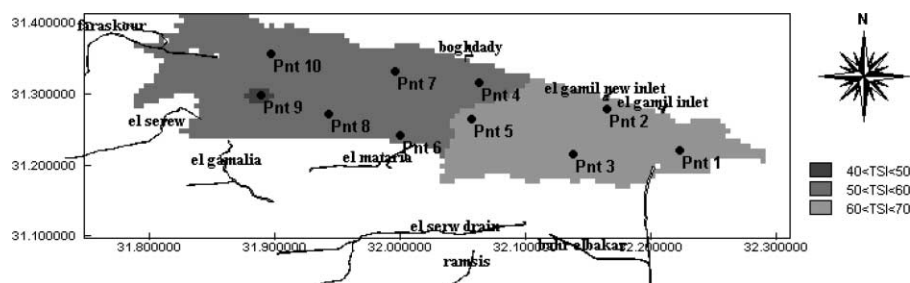 31.400000
faraskour
N
boghdady
Pnt 10
Pnt 7
31.300000
Pnt 4
el gamil new inlet
Pnt 9
el gamil inlet
el serew
Pnt 8
Pnt 5
Pnt 2
Pnt 6
31.200000
el gamalia
el mataria
Pnt 3
Pnt 1
40<TSI<50
50<TSI<60
60<TSI<70
el serw drain
31.100000
bahr elbakar
31.800000 31.900000 32.000000 32.100000 32.200000 32.300000
ramsis